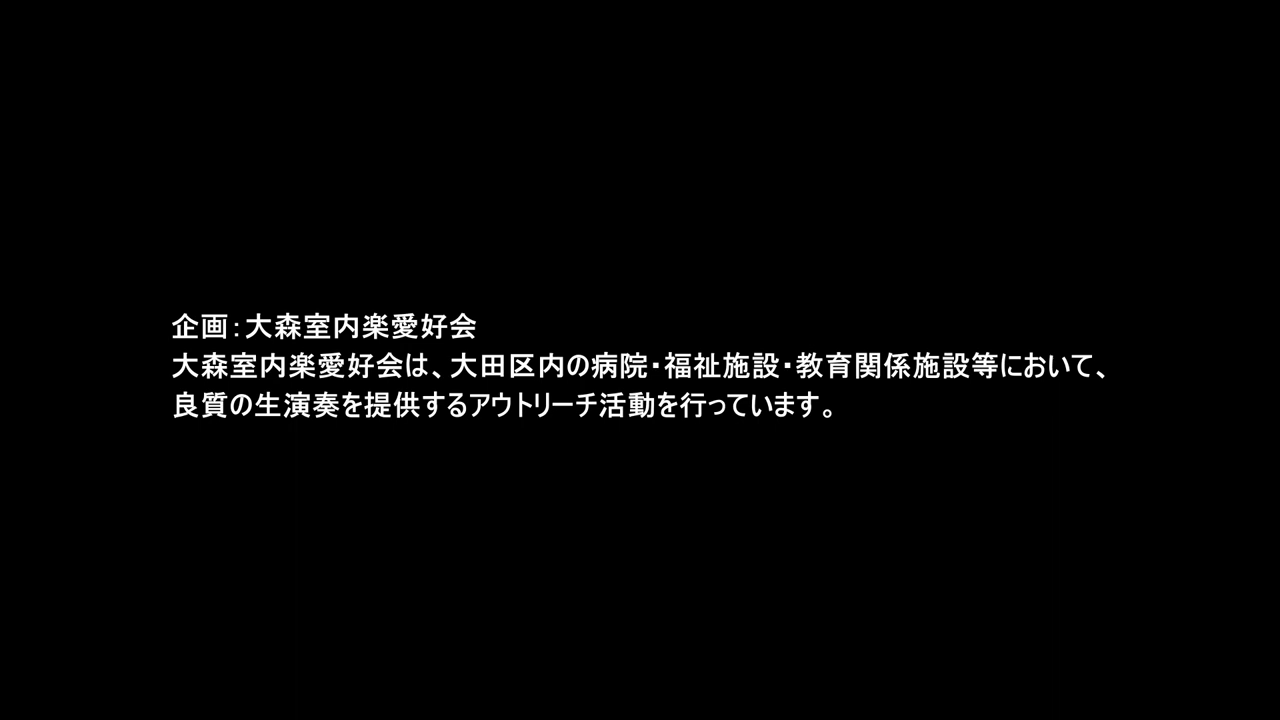 企画：大森室内楽愛好会
大森室内楽愛好会は、大田区内の病院・福祉施設・教育関係施設等において、
良質の生演奏を提供するアウトリーチ活動を行っています。